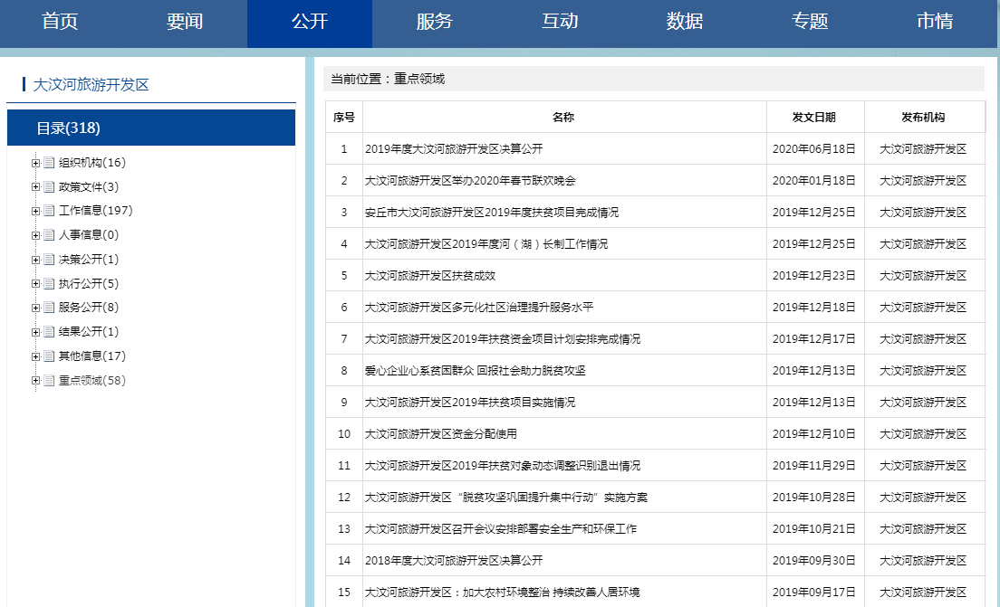 首页 要闻 公开 服务 互动 数据 专题 市情
大汶河旅游开发区
目录(318)
组织机构(16)
政策文件(3)
工作信息(197)
人事信息(0)
决策公开(1)
执行公开(5)
服务公开(8)
结果公开(1)
其他信息(17)
重点领域(58)
当前位置：重点领域
序号 名称 发文日期 发布机构
1 2019年度大汶河旅游开发区决算公开 2020年06月18日 大汶河旅游开发区
2 大汶河旅游开发区举办2020年春节联欢晚会 2020年01月18日 大汶河旅游开发区
3 安丘市大汶河旅游开发区2019年度扶贫项目完成情况 2019年12月25日 大汶河旅游开发区
4 大汶河旅游开发区2019年度河（湖）长制工作情况 2019年12月25日 大汶河旅游开发区
5 大汶河旅游开发区扶贫成效 2019年12月23日 大汶河旅游开发区
6 大汶河旅游开发区多元化社区治理提升服务水平 2019年12月18日 大汶河旅游开发区
7 大汶河旅游开发区2019年扶贫资金项目计划安排完成情况 2019年12月17日 大汶河旅游开发区
8 爱心企业心系贫困群众 回报社会助力脱贫攻坚 2019年12月13日 大汶河旅游开发区
9 大汶河旅游开发区2019年扶贫项目实施情况 2019年12月13日 大汶河旅游开发区
10 大汶河旅游开发区资金分配使用 2019年12月10日 大汶河旅游开发区
11 大汶河旅游开发区2019年扶贫对象动态调整识别退出情况 2019年11月29日 大汶河旅游开发区
12 大汶河旅游开发区“脱贫攻坚巩固提升集中行动”实施方案 2019年10月28日 大汶河旅游开发区
13 大汶河旅游开发区召开会议安排部署安全生产和环保工作 2019年10月21日 大汶河旅游开发区
14 2018年度大汶河旅游开发区决算公开 2019年09月30日 大汶河旅游开发区
15 大汶河旅游开发区：加大农村环境整治 持续改善人居环境 2019年09月17日 大汶河旅游开发区